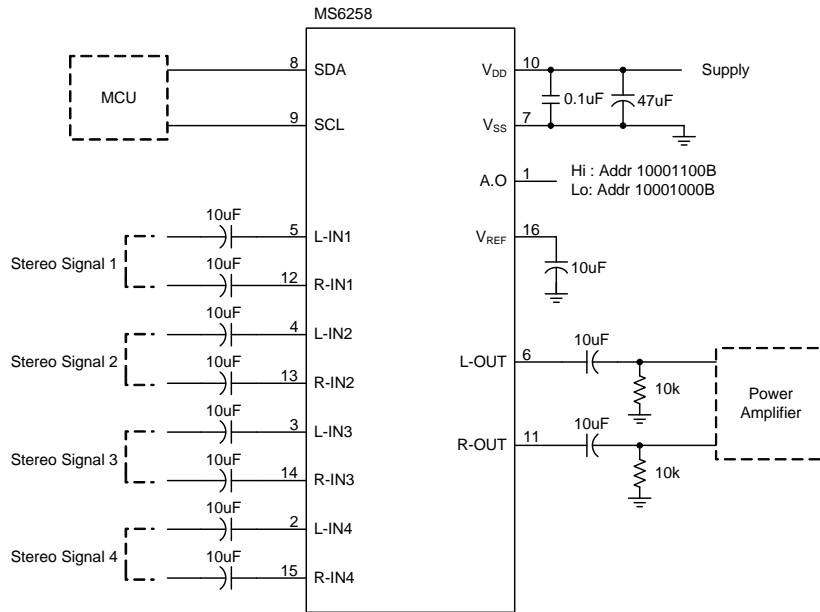 MS6258
8 SDA
MCU
9 SCL
V_DD 10
Supply
0.1uF
47uF
V_SS 7
A.O 1
Hi : Addr 10001100B
Lo: Addr 10001000B
V_REF 16
10uF
10uF
5 L-IN1
Stereo Signal 1
10uF
12 R-IN1
10uF
4 L-IN2
Stereo Signal 2
10uF
13 R-IN2
10uF
3 L-IN3
Stereo Signal 3
10uF
14 R-IN3
10uF
2 L-IN4
Stereo Signal 4
10uF
15 R-IN4
L-OUT 6
10uF
10k
R-OUT 11
10uF
10k
Power
Amplifier